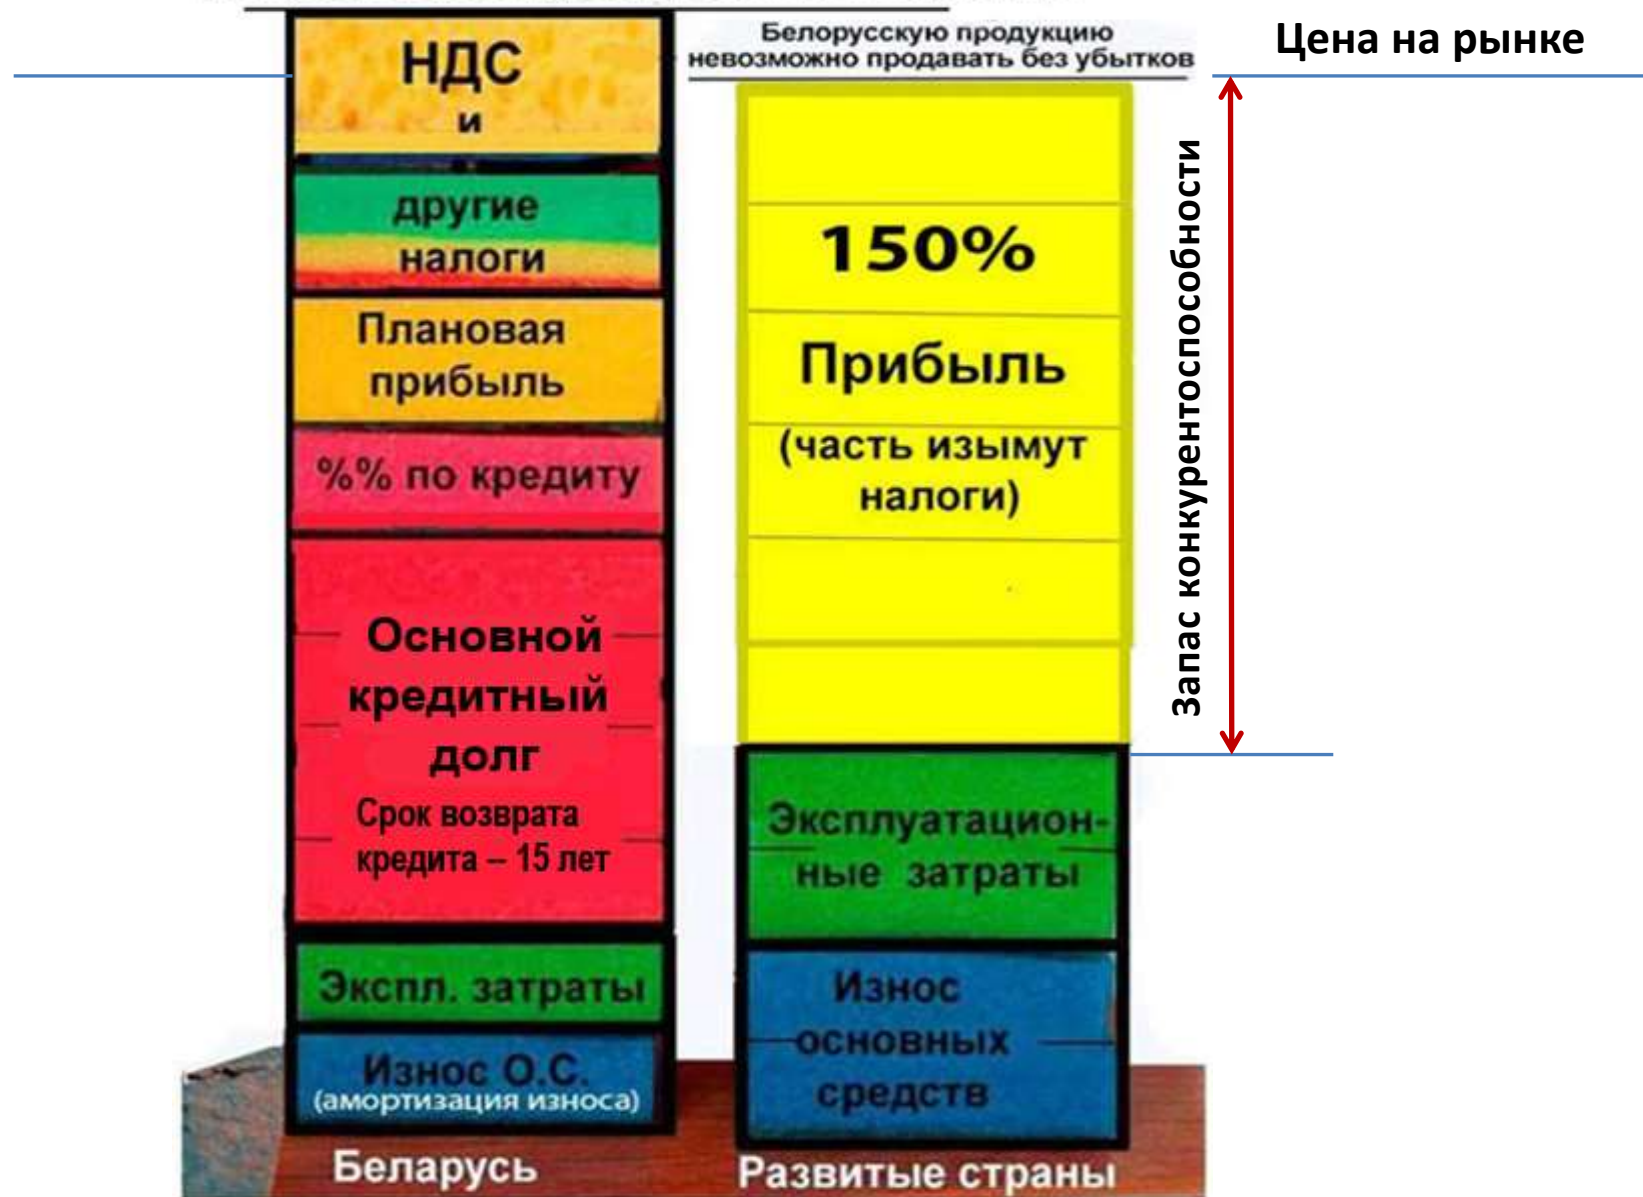 Белорусскую продукцию
невозможно продавать без убытков
Цена на рынке
НДС
и
другие
налоги
Плановая
прибыль
%% по кредиту
Основной
кредитный
долг
Срок возврата
кредита – 15 лет
Экспл. затраты
Износ О.С.
(амортизация износа)
Беларусь
150%
Прибыль
(часть изымут
налоги)
Эксплуатацион-
ные затраты
Износ
основных
средств
Развитые страны
Запас конкурентоспособности